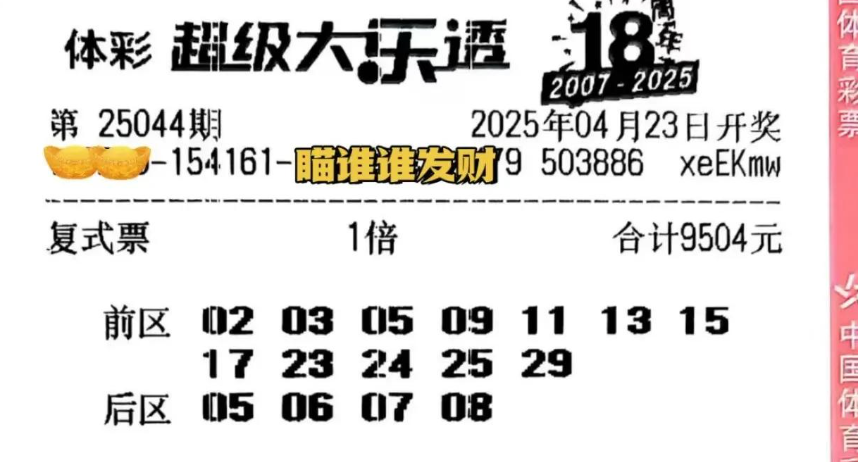 体彩 超级大乐透 18周年
2007-2025
第 25044期 2025年04月23日开奖
-154161- 瞄谁谁发财 79 503886 xeEKmw
复式票 1倍 合计9504元
前区 02 03 05 09 11 13 15
17 23 24 25 29
后区 05 06 07 08
体育彩票
中国体育